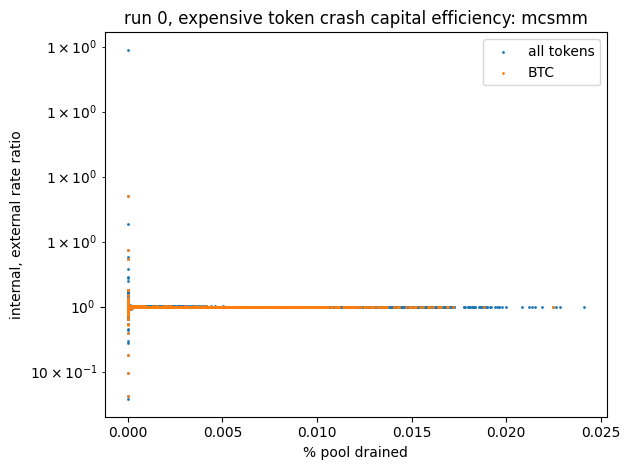 run 0, expensive token crash capital efficiency: mcsmm
all tokens
BTC
1 × 10⁰
1 × 10⁰
1 × 10⁰
1 × 10⁰
10⁰
10 × 10⁻¹
internal, external rate ratio
0.000 0.005 0.010 0.015 0.020 0.025
% pool drained